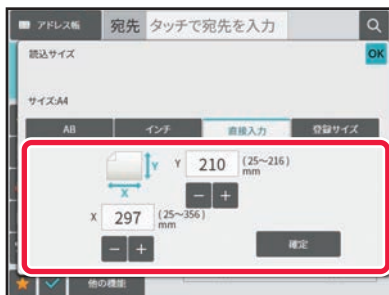 アドレス帳 宛先 タッチで宛先を入力
読込サイズ OK
サイズ:A4
AB インチ 直接入力 登録サイズ
Y Y 210 (25~216) mm
X
X 297 (25~356) mm
確定
他の機能